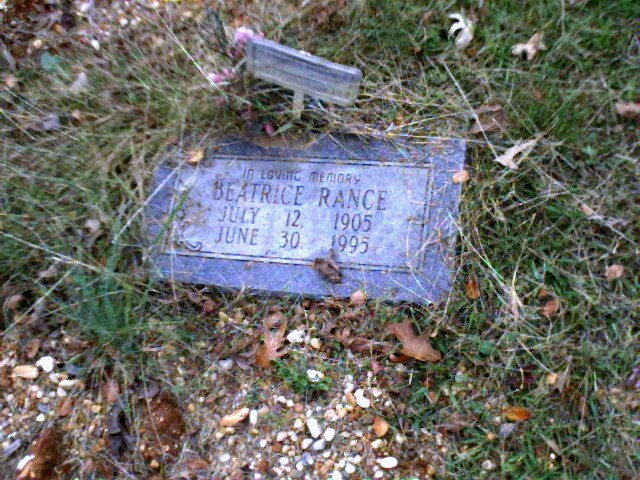 IN LOVING MEMORY
BEATRICE RANCE
JULY 12, 1905
JUNE 30, 1995